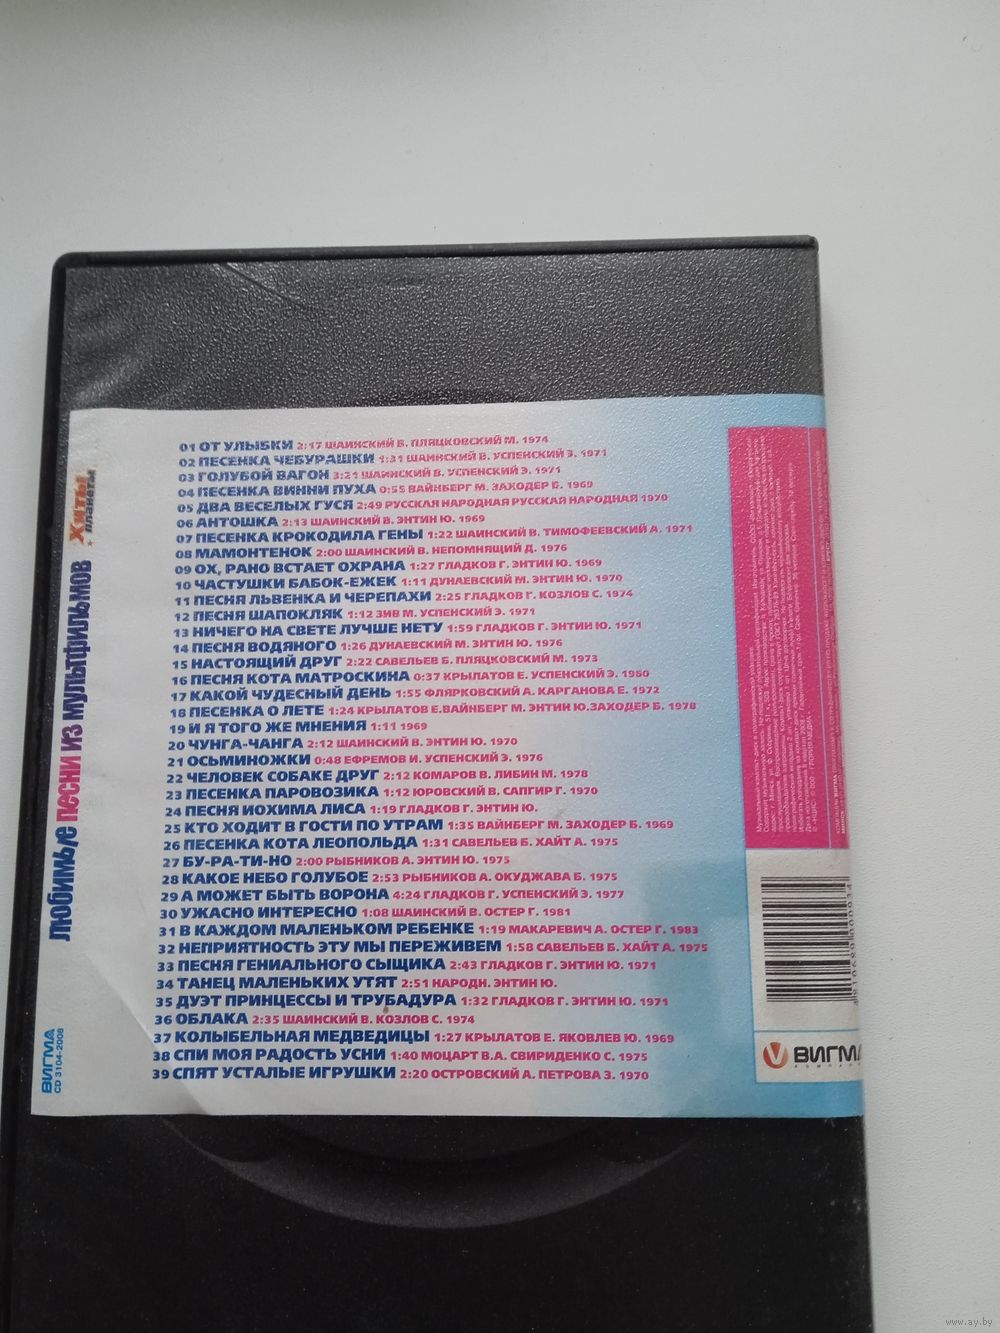 01 ОТ УЛЫБКИ 2:17 ШАИНСКИЙ В. ПЛЯЦКОВСКИЙ М. 1974
02 ПЕСЕНКА ЧЕБУРАШКИ 1:31 ШАИНСКИЙ В. УСПЕНСКИЙ Э. 1971
03 ГОЛУБОЙ ВАГОН 3:21 ШАИНСКИЙ В. УСПЕНСКИЙ Э. 1971
04 ПЕСЕНКА ВИННИ ПУХА 0:55 ВАЙНБЕРГ М. ЗАХОДЕР Б. 1969
05 ДВА ВЕСЕЛЫХ ГУСЯ 2:49 РУССКАЯ НАРОДНАЯ РУССКАЯ НАРОДНАЯ 1970
06 АНТОШКА 2:13 ШАИНСКИЙ В. ЭНТИН Ю. 1969
07 ПЕСЕНКА КРОКОДИЛА ГЕНЫ 1:22 ШАИНСКИЙ В. ТИМОФЕЕВСКИЙ А. 1971
08 МАМОНТЕНОК 2:00 ШАИНСКИЙ В. НЕПОМНЯЩИЙ Д. 1976
09 ОХ, РАНО ВСТАЕТ ОХРАНА 1:27 ГЛАДКОВ Г. ЭНТИН Ю. 1969
10 ЧАСТУШКИ БАБОК-ЕЖЕК 1:11 ДУНАЕВСКИЙ М. ЭНТИН Ю. 1970
11 ПЕСНЯ ЛЬВЕНКА И ЧЕРЕПАХИ 2:25 ГЛАДКОВ Г. КОЗЛОВ С. 1974
12 ПЕСНЯ ШАПОКЛЯК 1:12 ЗИВ М. УСПЕНСКИЙ Э. 1971
13 НИЧЕГО НА СВЕТЕ ЛУЧШЕ НЕТУ 1:59 ГЛАДКОВ Г. ЭНТИН Ю. 1971
14 ПЕСНЯ ВОДЯНОГО 1:26 ДУНАЕВСКИЙ М. ЭНТИН Ю. 1976
15 НАСТОЯЩИЙ ДРУГ 2:22 САВЕЛЬЕВ Б. ПЛЯЦКОВСКИЙ М. 1973
16 ПЕСНЯ КОТА МАТРОСКИНА 0:37 КРЫЛАТОВ Е. УСПЕНСКИЙ Э. 1980
17 КАКОЙ ЧУДЕСНЫЙ ДЕНЬ 1:55 ФЛЯРКОВСКИЙ А. КАРГАНОВА Е. 1972
18 ПЕСЕНКА О ЛЕТЕ 1:24 КРЫЛАТОВ Е.ВАЙНБЕРГ М. ЭНТИН Ю.ЗАХОДЕР Б. 1978
19 И Я ТОГО ЖЕ МНЕНИЯ 1:11 1969
20 ЧУНГА-ЧАНГА 2:12 ШАИНСКИЙ В. ЭНТИН Ю. 1970
21 ОСЬМИНОЖКИ 0:48 ЕФРЕМОВ И. УСПЕНСКИЙ Э. 1976
22 ЧЕЛОВЕК СОБАКЕ ДРУГ 2:12 КОМАРОВ В. ЛИБИН М. 1978
23 ПЕСЕНКА ПАРОВОЗИКА 1:12 ЮРОВСКИЙ В. САПГИР Г. 1970
24 ПЕСНЯ ИОХИМА ЛИСА 1:19 ГЛАДКОВ Г. ЭНТИН Ю.
25 КТО ХОДИТ В ГОСТИ ПО УТРАМ 1:35 ВАЙНБЕРГ М. ЗАХОДЕР Б. 1969
26 ПЕСЕНКА КОТА ЛЕОПОЛЬДА 1:31 САВЕЛЬЕВ Б. ХАЙТ А. 1975
27 БУ-РА-ТИ-НО 2:00 РЫБНИКОВ А. ЭНТИН Ю. 1975
28 КАКОЕ НЕБО ГОЛУБОЕ 2:53 РЫБНИКОВ А. ОКУДЖАВА Б. 1975
29 А МОЖЕТ БЫТЬ ВОРОНА 4:24 ГЛАДКОВ Г. УСПЕНСКИЙ Э. 1977
30 УЖАСНО ИНТЕРЕСНО 1:08 ШАИНСКИЙ В. ОСТЕР Г. 1981
31 В КАЖДОМ МАЛЕНЬКОМ РЕБЕНКЕ 1:19 МАКАРЕВИЧ А. ОСТЕР Г. 1983
32 НЕПРИЯТНОСТЬ ЭТУ МЫ ПЕРЕЖИВЕМ 1:58 САВЕЛЬЕВ Б. ХАЙТ А. 1975
33 ПЕСНЯ ГЕНИАЛЬНОГО СЫЩИКА 2:43 ГЛАДКОВ Г. ЭНТИН Ю. 1971
34 ТАНЕЦ МАЛЕНЬКИХ УТЯТ 2:51 НАРОДН. ЭНТИН Ю.
35 ДУЭТ ПРИНЦЕССЫ И ТРУБАДУРА 1:32 ГЛАДКОВ Г. ЭНТИН Ю. 1971
36 ОБЛАКА 2:35 ШАИНСКИЙ В. КОЗЛОВ С. 1974
37 КОЛЫБЕЛЬНАЯ МЕДВЕДИЦЫ 1:27 КРЫЛАТОВ Е. ЯКОВЛЕВ Ю. 1969
38 СПИ МОЯ РАДОСТЬ УСНИ 1:40 МОЦАРТ В.А. СВИРИДЕНКО С. 1975
39 СПЯТ УСТАЛЫЕ ИГРУШКИ 2:20 ОСТРОВСКИЙ А. ПЕТРОВА З. 1970
Любимые песни из мультфильмов
Хиты
планеты
ВИГМА
CD 3104-2008
ВИГМА
www.ay.by